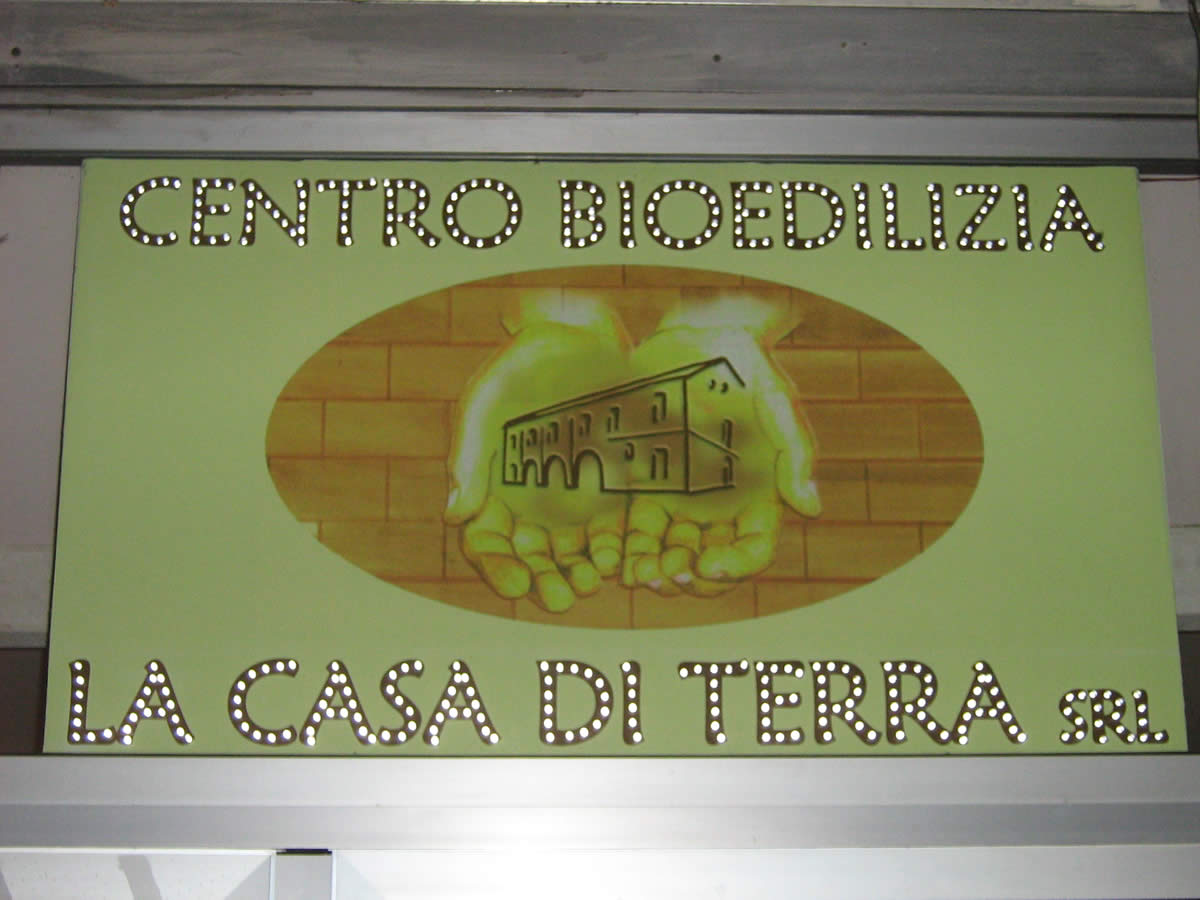 CENTRO BIOEDILIZIA
LA CASA DI TERRA SRL